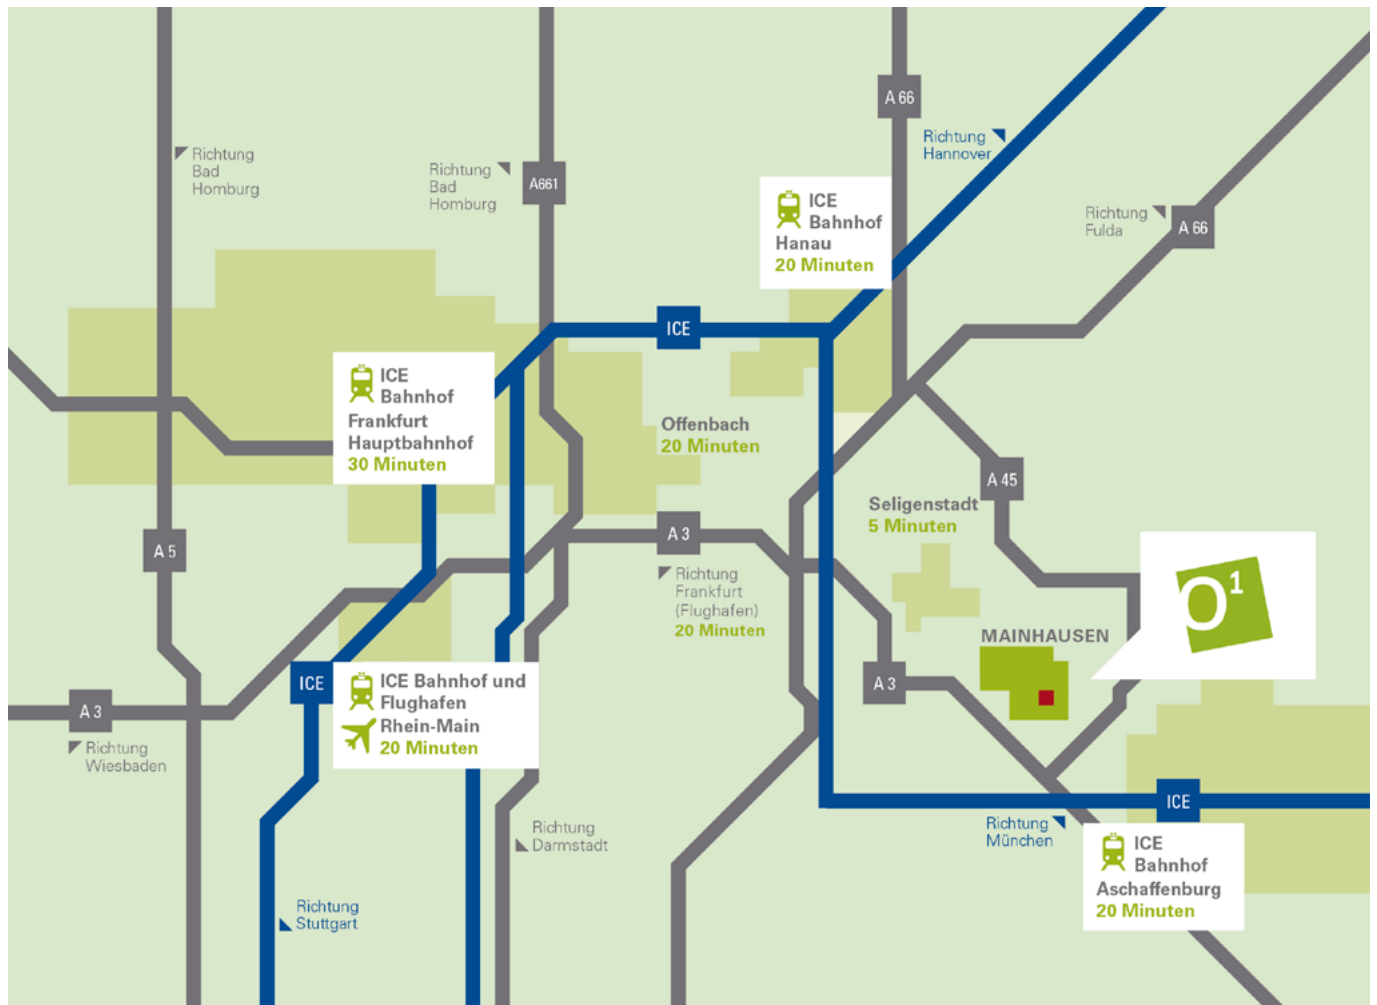 A 66
Richtung
Hannover
Richtung
Bad
Homburg
Richtung
Bad
Homburg
A661
ICE
Bahnhof
Hanau
20 Minuten
Richtung
Fulda
A 66
ICE
ICE
Bahnhof
Frankfurt
Hauptbahnhof
30 Minuten
Offenbach
20 Minuten
A 45
Seligenstadt
5 Minuten
A 5
A 3
Richtung
Frankfurt
(Flughafen)
20 Minuten
O1
MAINHAUSEN
ICE
ICE Bahnhof und
Flughafen
Rhein-Main
20 Minuten
A 3
A 3
Richtung
Wiesbaden
ICE
Richtung
Darmstadt
Richtung
München
ICE
Bahnhof
Aschaffenburg
20 Minuten
Richtung
Stuttgart